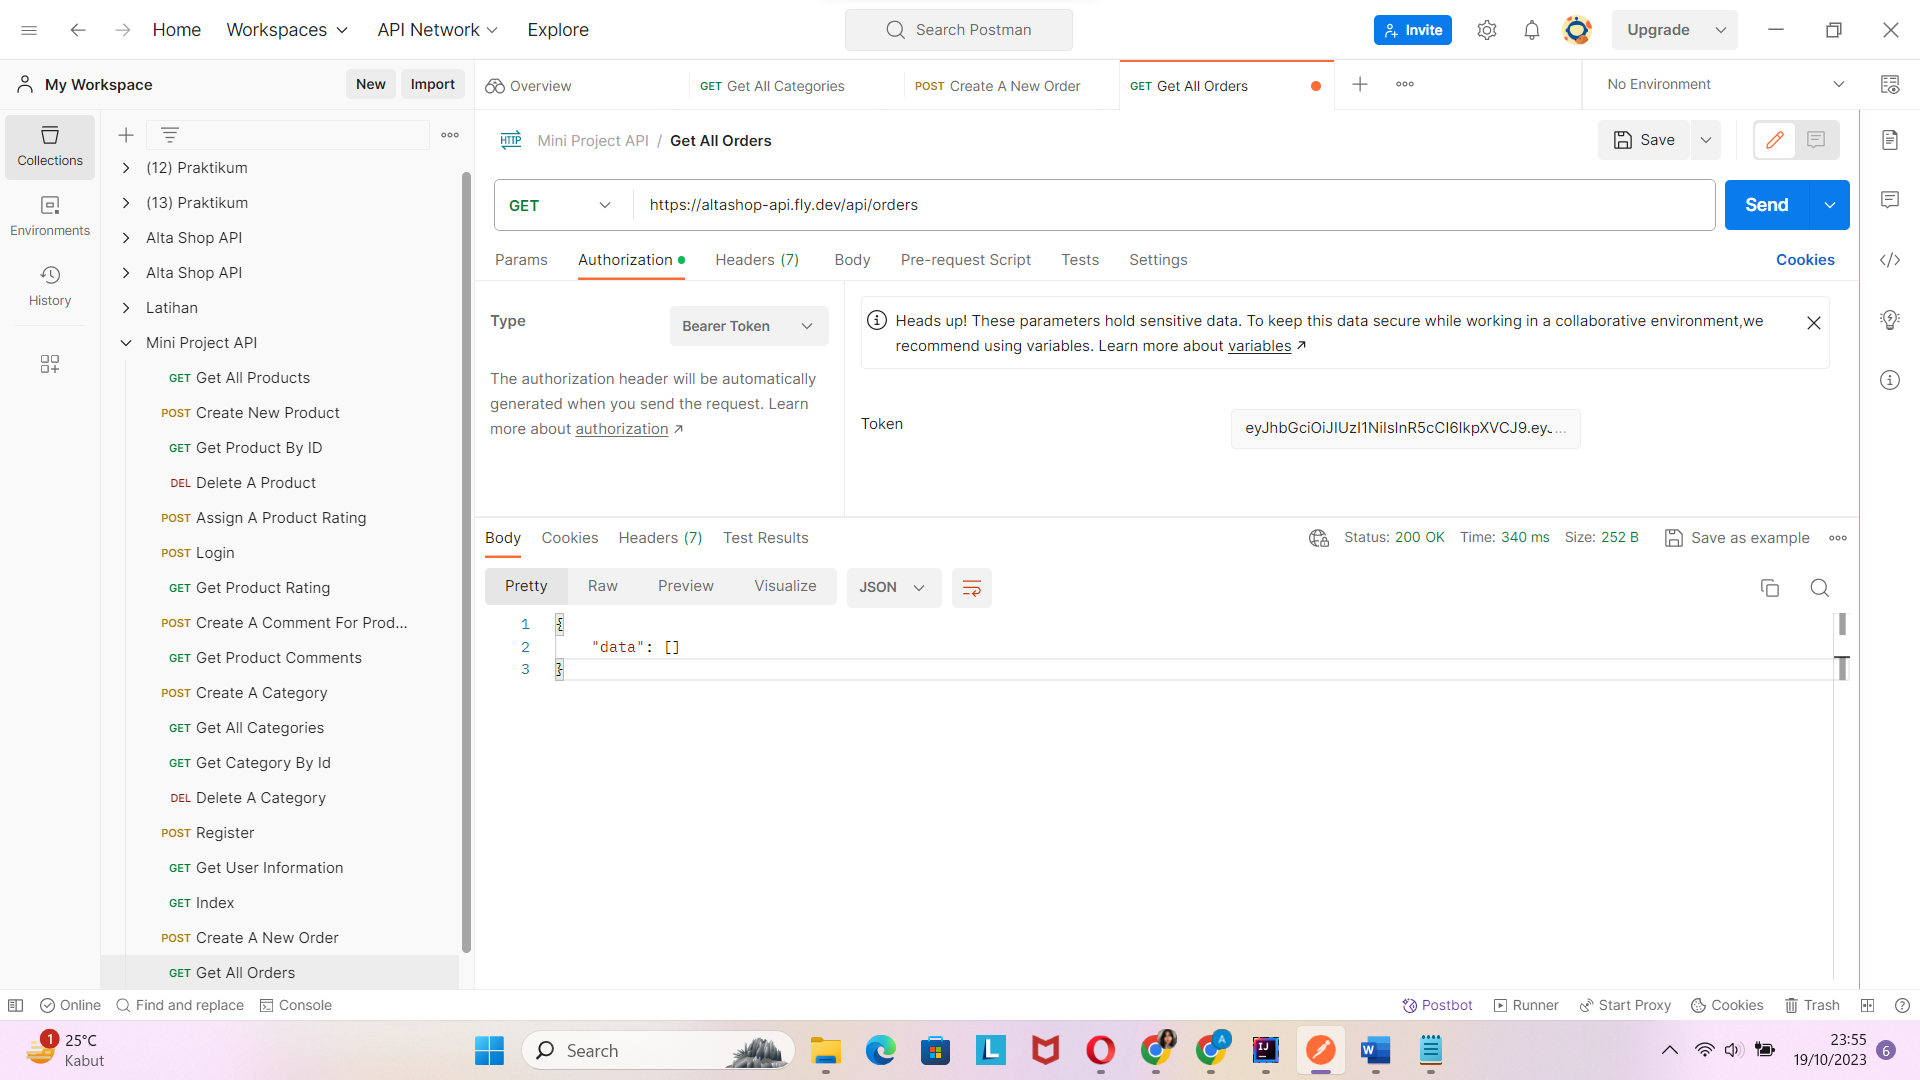 Home
Workspaces
API Network
Explore
Search Postman
Invite
Upgrade
My Workspace
New
Import
Overview
GET Get All Categories
POST Create A New Order
GET Get All Orders
No Environment
Collections
Environments
History
(12) Praktikum
(13) Praktikum
Alta Shop API
Alta Shop API
Latihan
Mini Project API
GET Get All Products
POST Create New Product
GET Get Product By ID
DEL Delete A Product
POST Assign A Product Rating
POST Login
GET Get Product Rating
POST Create A Comment For Prod...
GET Get Product Comments
POST Create A Category
GET Get All Categories
GET Get Category By Id
DEL Delete A Category
POST Register
GET Get User Information
GET Index
POST Create A New Order
GET Get All Orders
HTTP Mini Project API / Get All Orders
Save
GET
https://altashop-api.fly.dev/api/orders
Send
Params
Authorization
Headers (7)
Body
Pre-request Script
Tests
Settings
Cookies
Type
Bearer Token
The authorization header will be automatically
generated when you send the request. Learn
more about authorization ↗
Heads up! These parameters hold sensitive data. To keep this data secure while working in a collaborative environment,we
recommend using variables. Learn more about variables ↗
Token
Body
Cookies
Headers (7)
Test Results
Status: 200 OK
Time: 340 ms
Size: 252 B
Save as example
Pretty
Raw
Preview
Visualize
JSON
1 {
2 "data": []
3 }
Online
Find and replace
Console
Postbot
Runner
Start Proxy
Cookies
Trash
1
25°C
Kabut
Search
L
A
IJ
W
23:55
19/10/2023
6